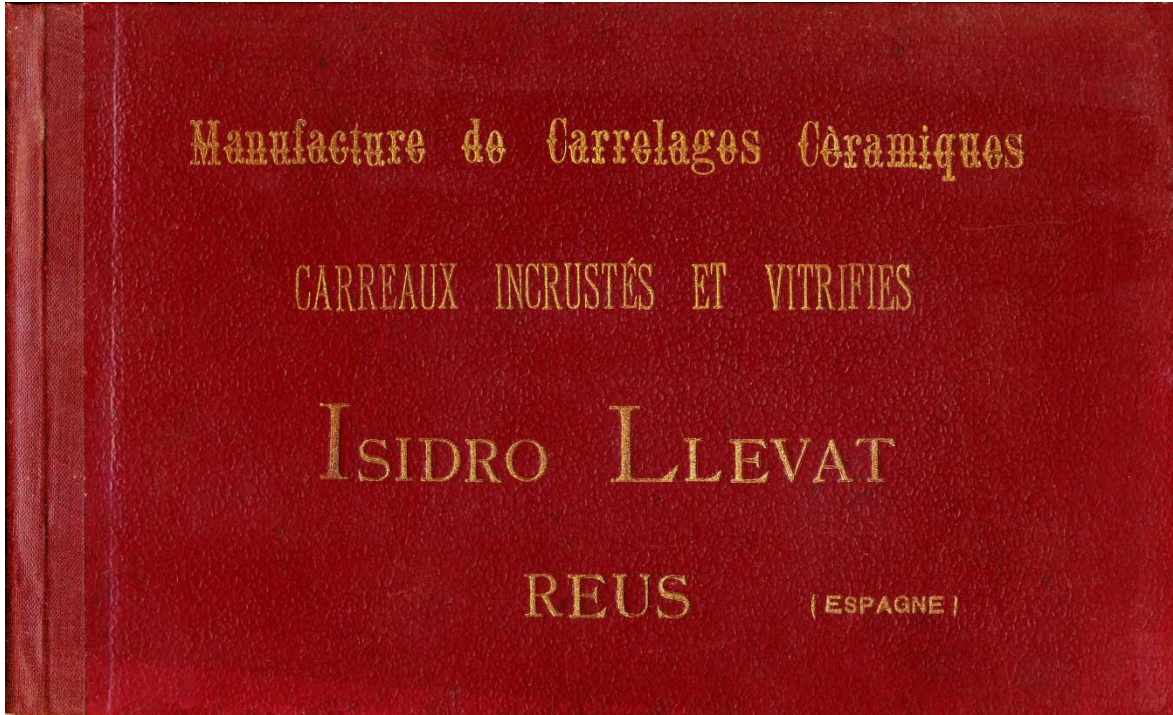 Manufacture de Carrelages Cèramiques
CARREAUX INCRUSTÉS ET VITRIFIES
ISIDRO LLEVAT
REUS (ESPAGNE)